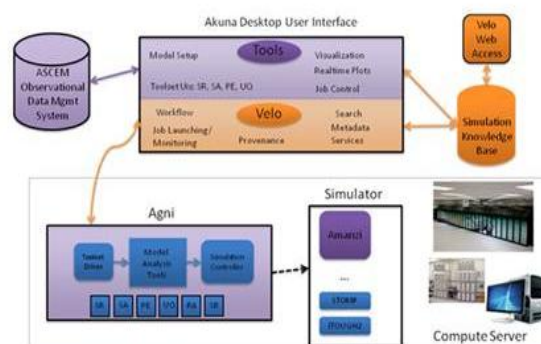 Akuna Desktop User Interface
Model Setup
Tools
Visualization
Realtime Plots
Toolset UIs: SR, SA, PE, UQ
Job Control
Velo
Web
Access
ASCEM
Observational
Data Mgmt
System
Workflow
Velo
Search
Job Launching/
Monitoring
Provenance
Metadata
Services
Simulation
Knowledge
Base
Agni
Simulator
Toolset
Driver
Model
Analysis
Tools
Simulation
Controller
Amanzi
...
STOMP
iTOUGH2
SR
SA
PE
UQ
RA
SR
Compute Server